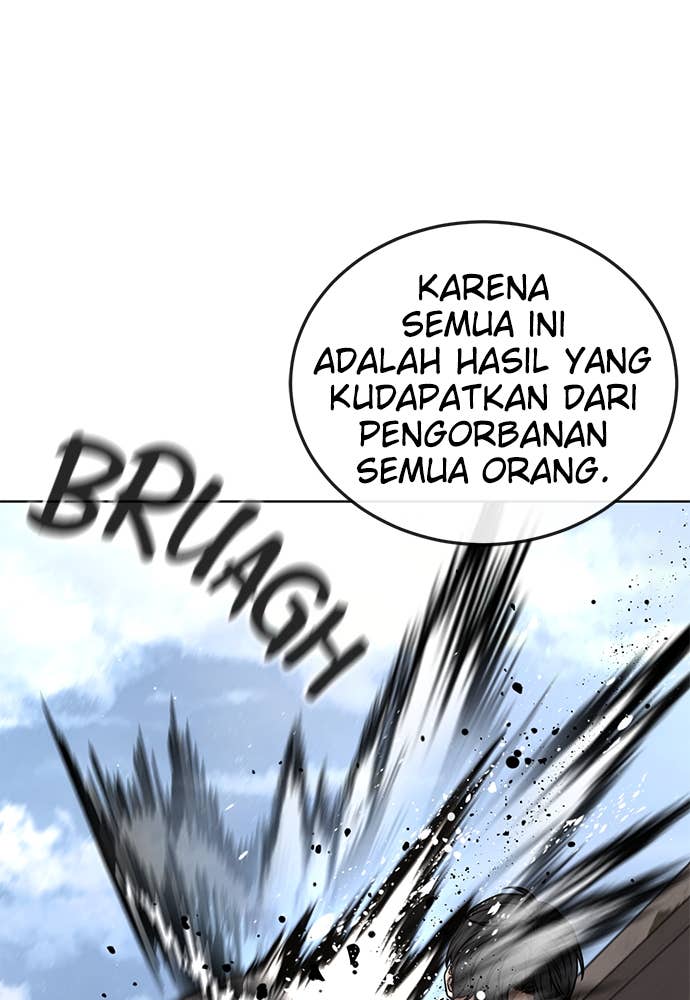 KARENA
SEMUA INI
ADALAH HASIL YANG
KUDAPATKAN DARI
PENGORBANAN
SEMUA ORANG.
BRUAGH